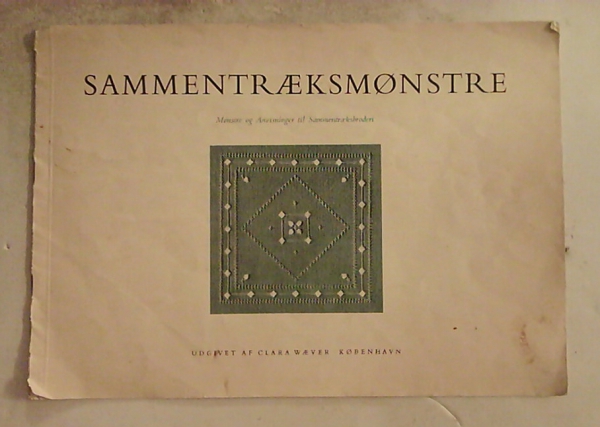 SAMMENTRÆKSMØNSTRE
Mønstre og Anvisninger til Sammentræksbroderi
UDGIVET AF CLARA WÆVER KØBENHAVN